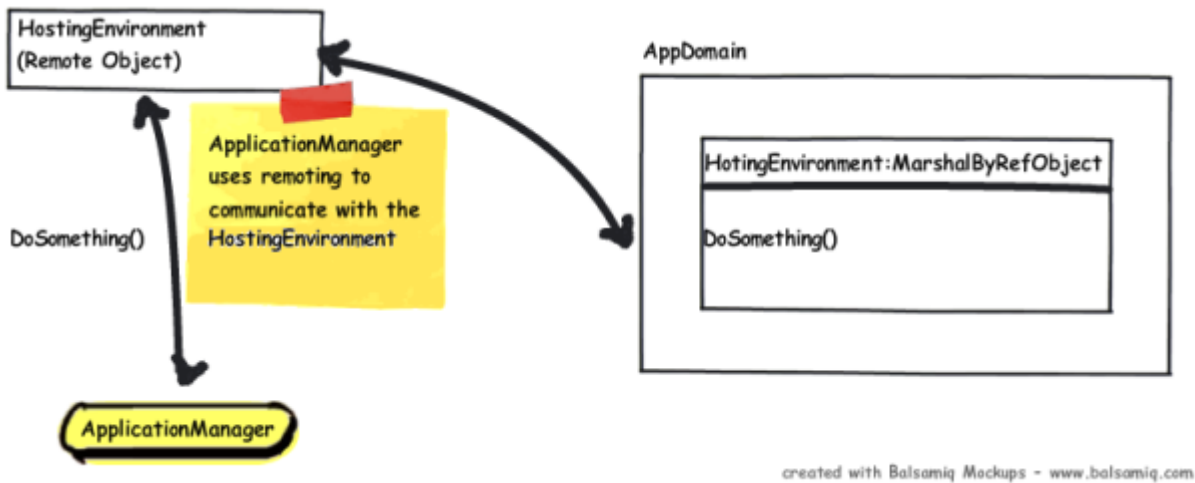 HostingEnvironment
(Remote Object)
AppDomain
ApplicationManager
uses remoting to
communicate with the
HostingEnvironment
HotingEnvironment:MarshalByRefObject
DoSomething()
DoSomething()
ApplicationManager
created with Balsamiq Mockups - www.balsamiq.com